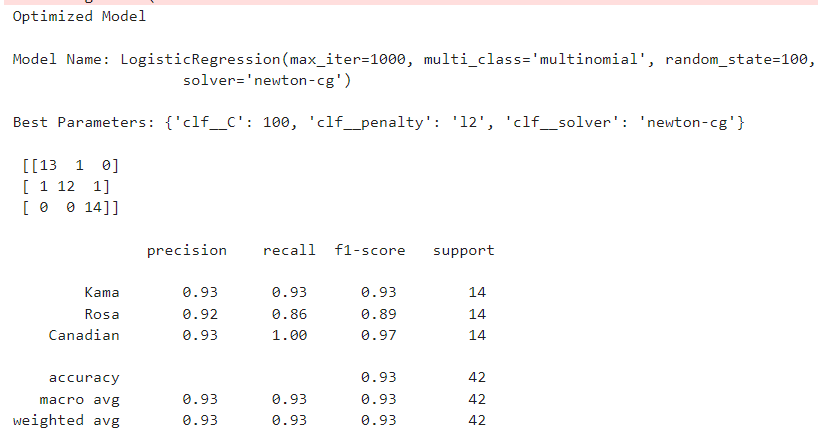 Optimized Model
Model Name: LogisticRegression(max_iter=1000, multi_class='multinomial', random_state=100,
solver='newton-cg')
Best Parameters: {'clf__C': 100, 'clf__penalty': 'l2', 'clf__solver': 'newton-cg'}
[[13  1  0]
[ 1 12  1]
[ 0  0 14]]
precision recall f1-score support
Kama 0.93 0.93 0.93 14
Rosa 0.92 0.86 0.89 14
Canadian 0.93 1.00 0.97 14
accuracy 0.93 42
macro avg 0.93 0.93 0.93 42
weighted avg 0.93 0.93 0.93 42